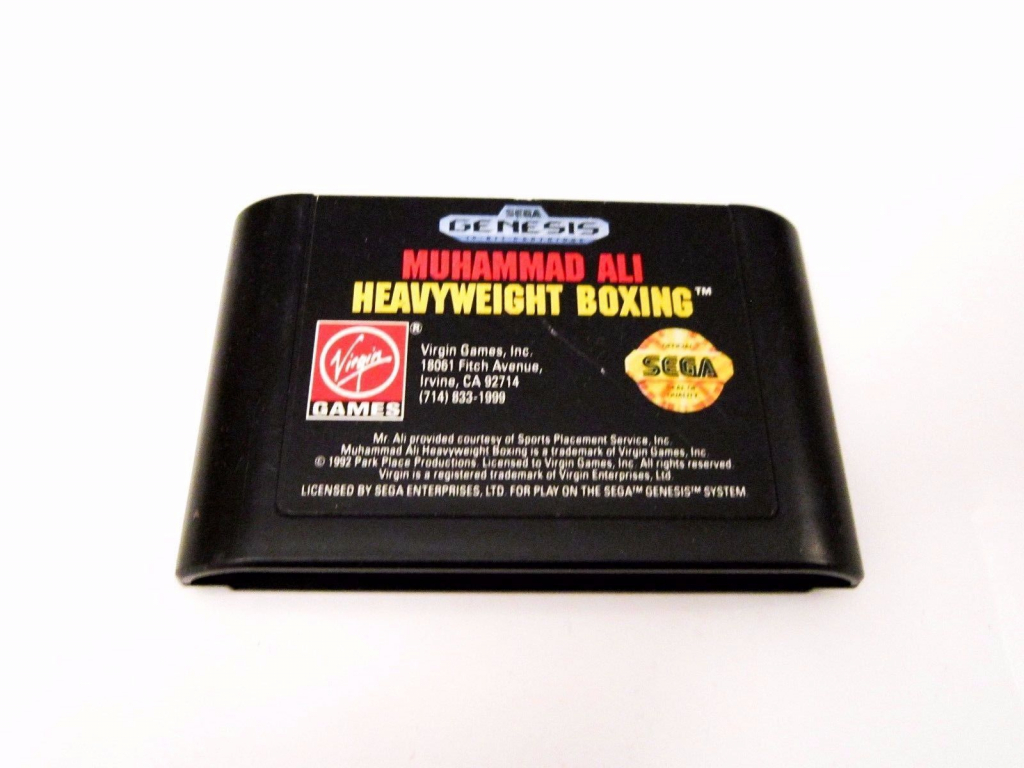 SEGA
GENESIS
MUHAMMAD ALI
HEAVYWEIGHT BOXING™
Virgin®
GAMES
Virgin Games, Inc.
18061 Fitch Avenue,
Irvine, CA 92714
(714) 833-1999
SEGA
Mr. Ali provided courtesy of Sports Placement Service, Inc.
Muhammad Ali Heavyweight Boxing is a trademark of Virgin Games, Inc.
© 1992 Park Place Productions. Licensed to Virgin Games, Inc. All rights reserved.
Virgin is a registered trademark of Virgin Enterprises, Ltd.
LICENSED BY SEGA ENTERPRISES, LTD. FOR PLAY ON THE SEGA™ GENESIS™ SYSTEM.